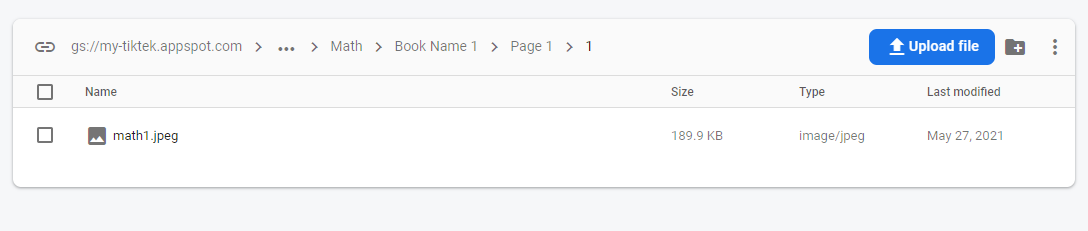 gs://my-tiktek.appspot.com > ... > Math > Book Name 1 > Page 1 > 1 Upload file
Name Size Type Last modified
math1.jpeg 189.9 KB image/jpeg May 27, 2021